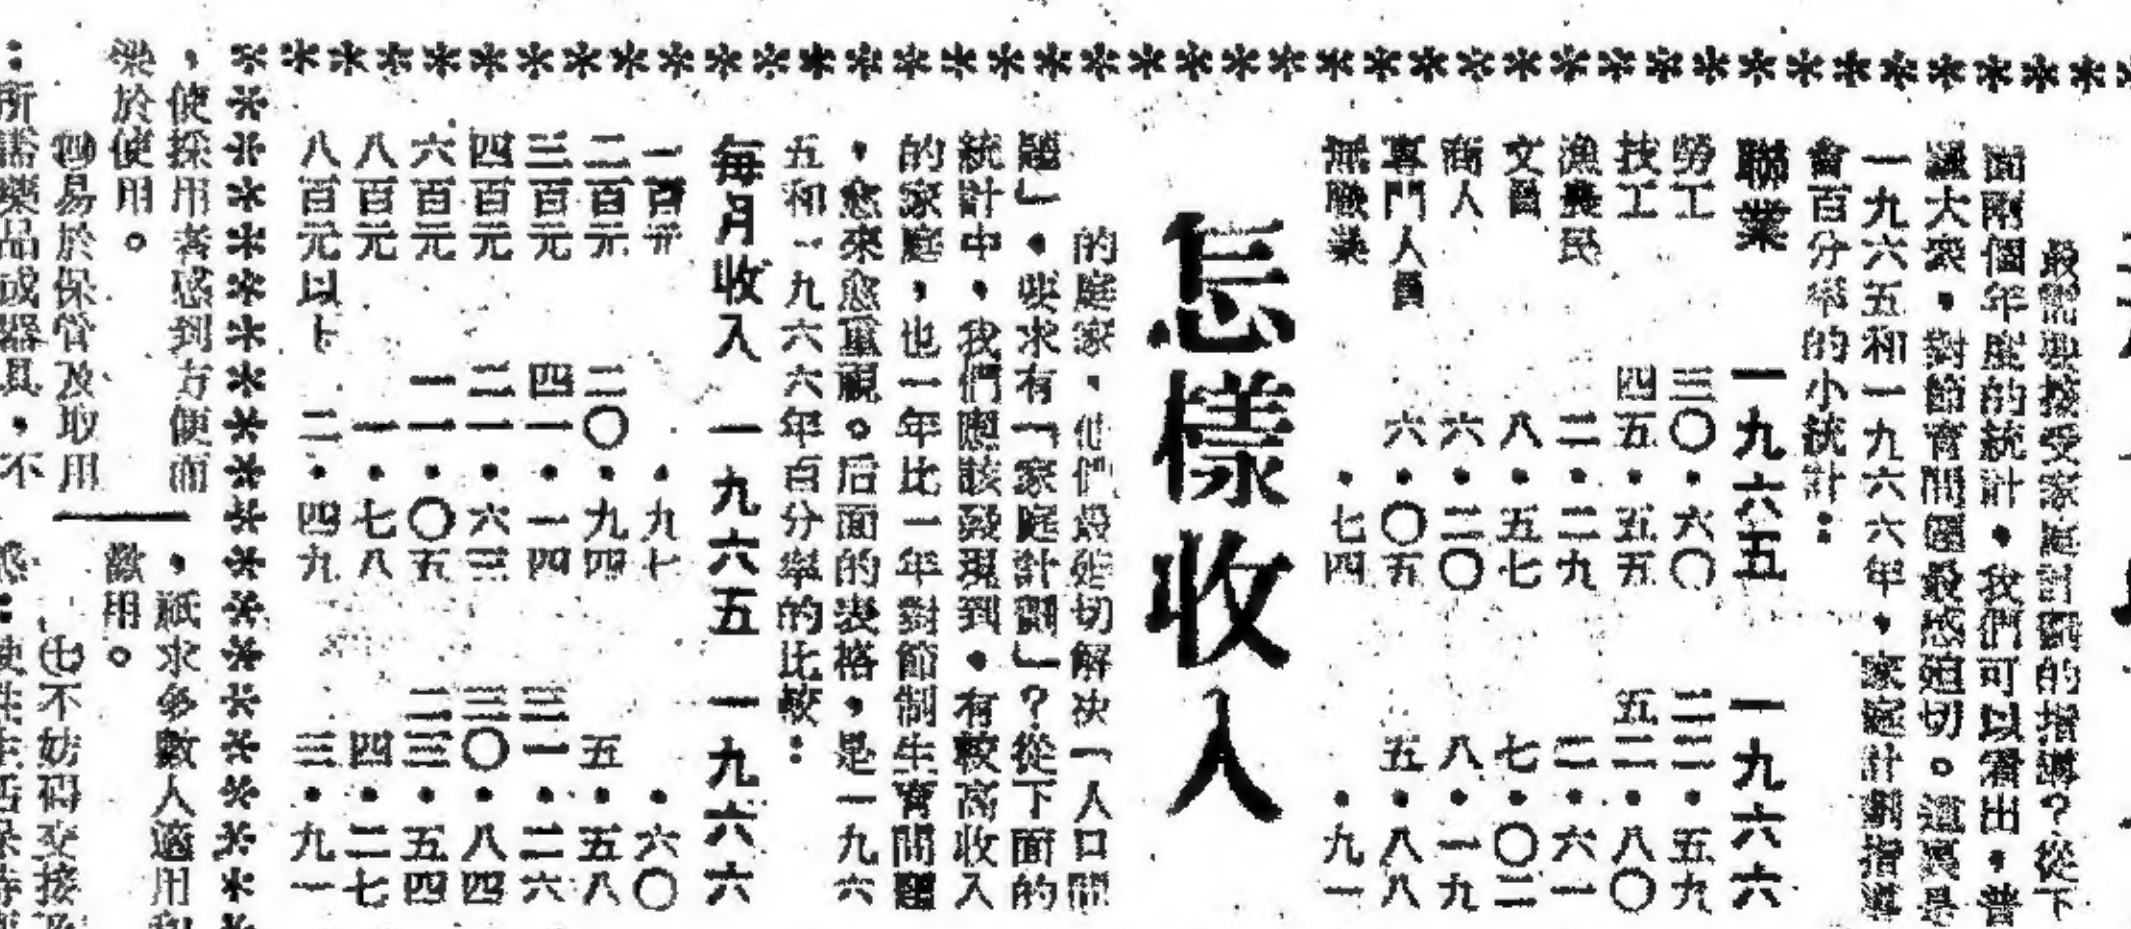 最需要接受家庭計劃的指導?從下
面兩個年度的統計。我們可以看出,普
羅大衆,對節育問題最感廹切。這裏是
一九六五和一九六六年,家庭計劃指導
會百分率的小統計:
聯業 一九六五 一九六六
勞工 三〇・六〇 二三・五九
技工 四五・五五 五二・八〇
漁農民 二・二九 二・六一
文員 八・五七 七・〇二
商人 六・二〇 八・一九
專門人員 六・〇五 五・八八
無職業 ・七四 ・九一
怎樣收入
的庭家,他們最能切解决「人口問
題」。要求有「家庭計劃」?從下面的
統計中,我們應該發現到。有較高收入
的家庭,也一年比一年對節制生育問題
,愈來愈重視。后面的表格,是一九六
五和一九六六年百分率的比較:
每月收入 一九六五 一九六六
一百元 ・九七 ・六〇
二百元 二〇・九四 五・五八
三百元 四一・一四 三一・二六
四百元 二一・六三 三〇・八四
六百元 一一・〇五 二三・五四
八百元 一・七八 四・二七
八百元以上 二・四九 三・九一
,使採用者感到方便而
樂於使用。
四易於保管及取用
:所需藥品或器具,不
,祇求多數人適用和
歡用。
也不妨碍交接